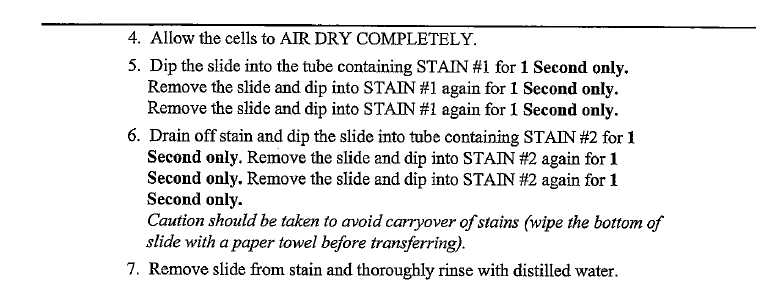 4. Allow the cells to AIR DRY COMPLETELY.
5. Dip the slide into the tube containing STAIN #1 for 1 Second only.
Remove the slide and dip into STAIN #1 again for 1 Second only.
Remove the slide and dip into STAIN #1 again for 1 Second only.
6. Drain off stain and dip the slide into tube containing STAIN #2 for 1
Second only. Remove the slide and dip into STAIN #2 again for 1
Second only. Remove the slide and dip into STAIN #2 again for 1
Second only.
Caution should be taken to avoid carryover of stains (wipe the bottom of
slide with a paper towel before transferring).
7. Remove slide from stain and thoroughly rinse with distilled water.